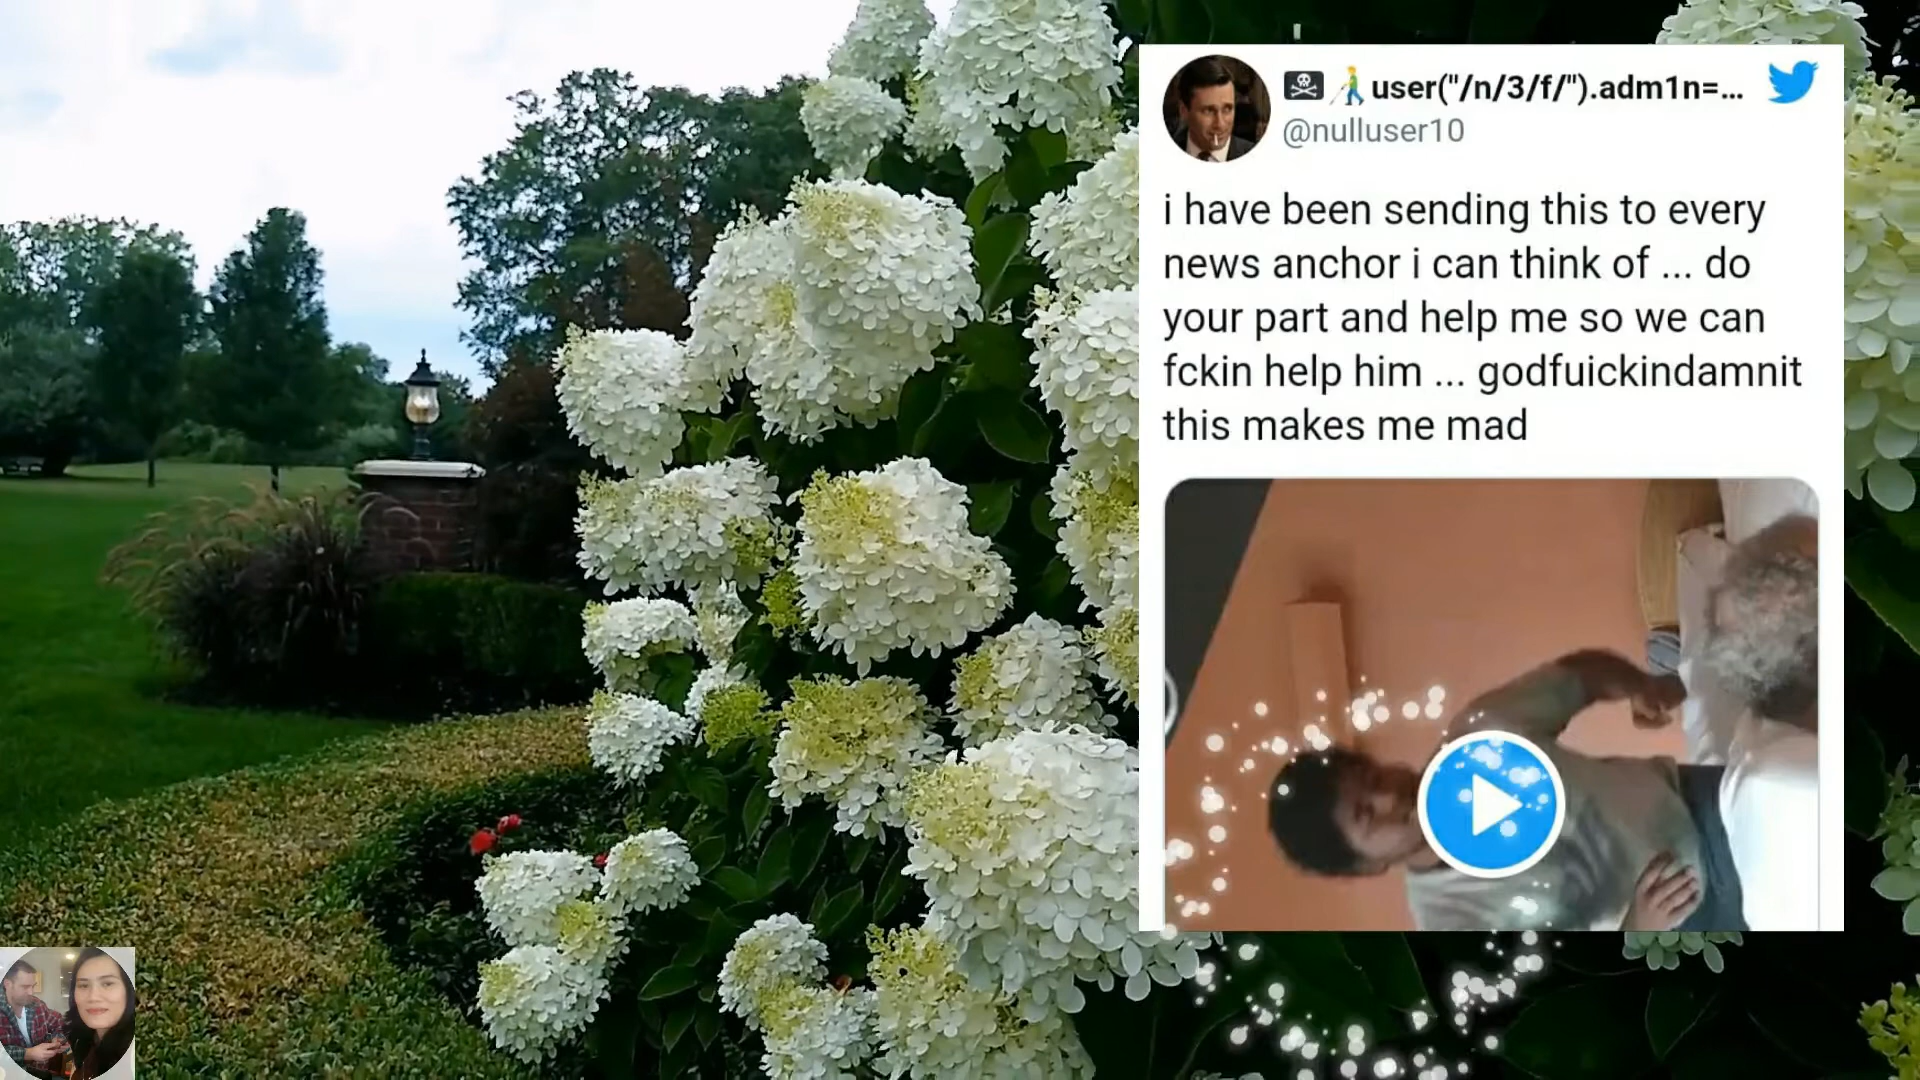 user("/n/3/f/").adm1n=...
@nulluser10
i have been sending this to every
news anchor i can think of ... do
your part and help me so we can
fckin help him ... godfuickindamnit
this makes me mad